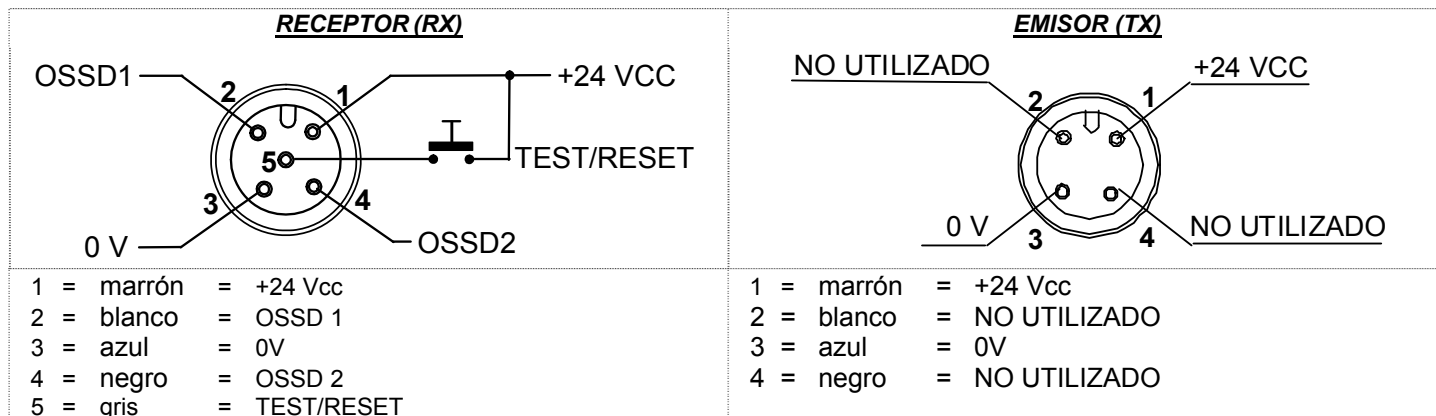 RECEPTOR (RX)
OSSD1
2
1
+24 VCC
5
TEST/RESET
3
4
0 V
OSSD2
1 = marrón = +24 Vcc
2 = blanco = OSSD 1
3 = azul = 0V
4 = negro = OSSD 2
5 = gris = TEST/RESET
EMISOR (TX)
NO UTILIZADO
+24 VCC
2
1
0 V
3
4
NO UTILIZADO
1 = marrón = +24 Vcc
2 = blanco = NO UTILIZADO
3 = azul = 0V
4 = negro = NO UTILIZADO